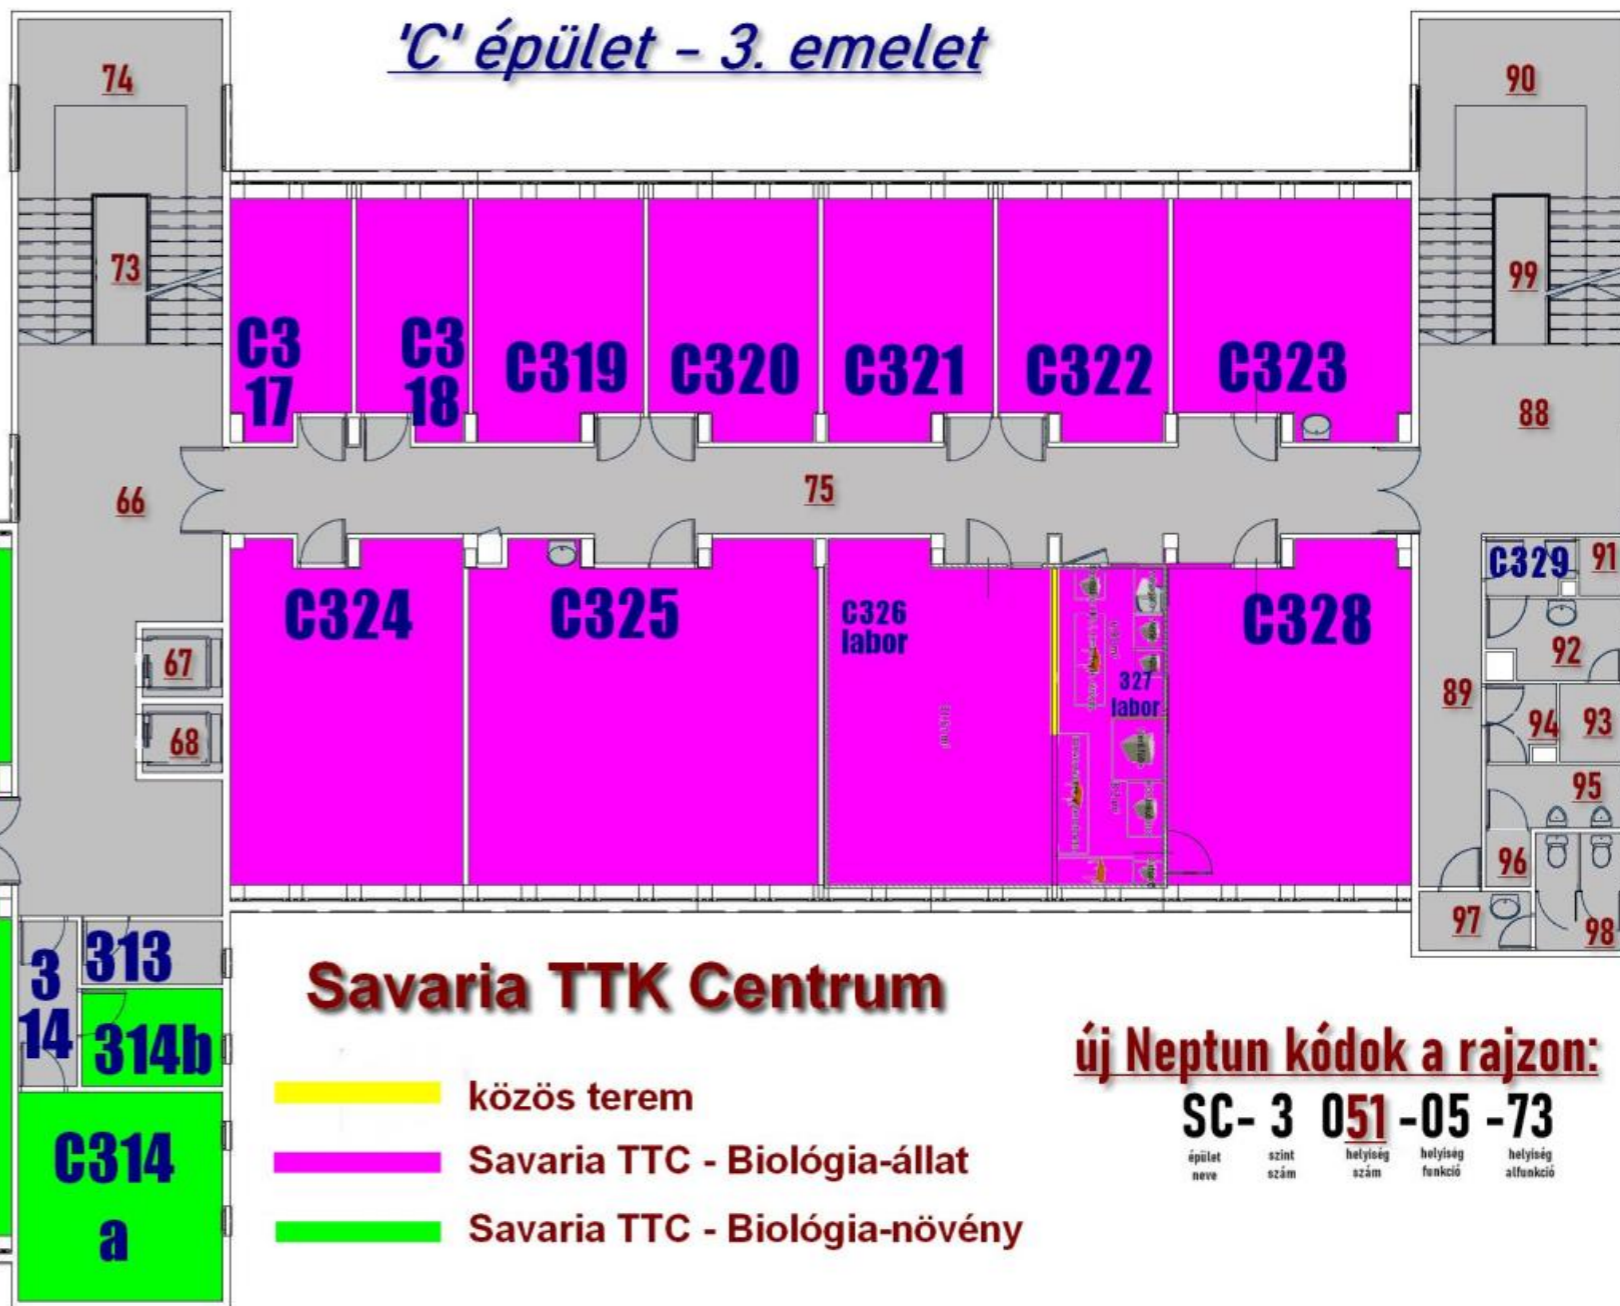 'C' épület - 3. emelet
74
90
73
99
C3
17
C3
18
C319
C320
C321
C322
C323
88
66
75
C324
C325
C326
labor
327
labor
C328
C329
91
92
67
68
89
94
93
95
96
97
98
3
14
313
314b
C314
a
Savaria TTK Centrum
közös terem
Savaria TTC - Biológia-állat
Savaria TTC - Biológia-növény
új Neptun kódok a rajzon:
SC- 3 051 -05 -73
épület neve
szint szám
helyiség szám
helyiség funkció
helyiség alfunkció